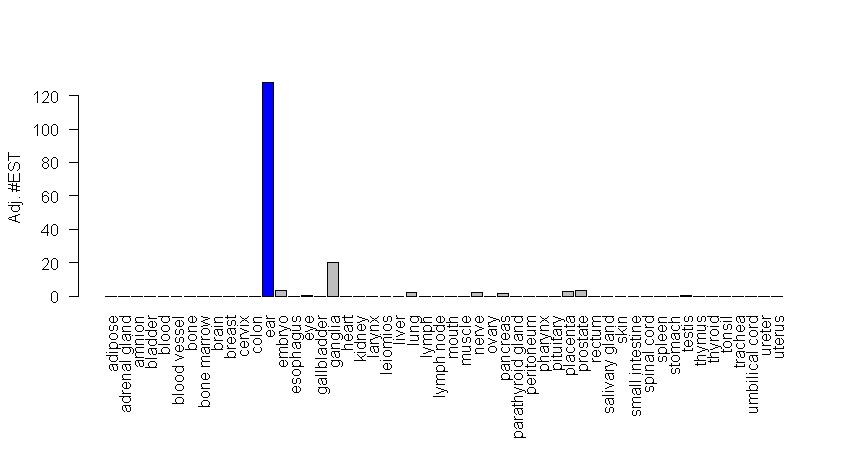 Adj. #EST
120
100
80
60
40
20
0
adipose
adrenal gland
amnion
bladder
blood
blood vessel
bone
bone marrow
brain
breast
cervix
colon
ear
embryo
esophagus
eye
gallbladder
ganglia
heart
kidney
larynx
leiomios
liver
lung
lymph
lymph node
mouth
muscle
nerve
ovary
pancreas
parathyroid gland
peritoneum
pharynx
pituitary
placenta
prostate
rectum
salivary gland
skin
small intestine
spinal cord
spleen
stomach
testis
thymus
thyroid
tonsil
trachea
umbilical cord
ureter
uterus